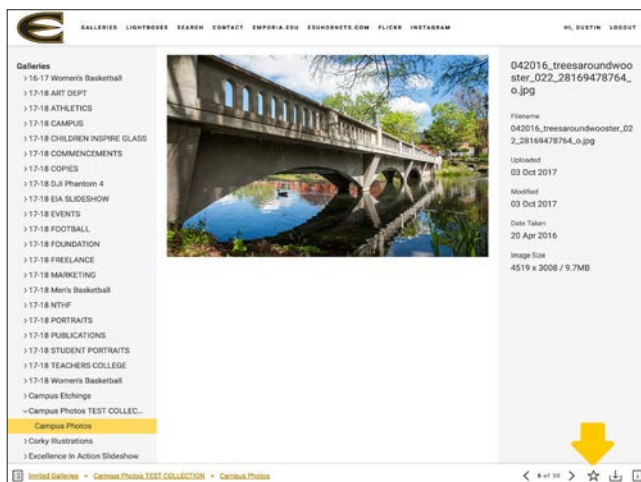 GALLERIES LIGHTBOXES SEARCH CONTACT EMPORIA.EDU ESUHORNETS.COM FLICKR INSTAGRAM HI, DUSTIN LOGOUT
Galleries
16-17 Women's Basketball
17-18 ART DEPT
17-18 ATHLETICS
17-18 CAMPUS
17-18 CHILDREN INSPIRE GLASS
17-18 COMMENCEMENTS
17-18 COPIES
17-18 DJI Phantom 4
17-18 EIA SLIDESHOW
17-18 EVENTS
17-18 FOOTBALL
17-18 FOUNDATION
17-18 FREELANCE
17-18 MARKETING
17-18 Men's Basketball
17-18 NTHF
17-18 PORTRAITS
17-18 PUBLICATIONS
17-18 STUDENT PORTRAITS
17-18 TEACHERS COLLEGE
17-18 Women's Basketball
Campus Etchings
Campus Photos TEST COLLEC...
Campus Photos
Corky Illustrations
Excellence In Action Slideshow
042016_treesaroundwoo
ster_022_28169478764_
o.jpg
Filename
042016_treesaroundwooster_02
2_28169478764_o.jpg
Uploaded
03 Oct 2017
Modified
03 Oct 2017
Date Taken
20 Apr 2016
Image Size
4519 x 3008 / 9.7MB
Invited Galleries » Campus Photos TEST COLLECTION » Campus Photos
6 of 30